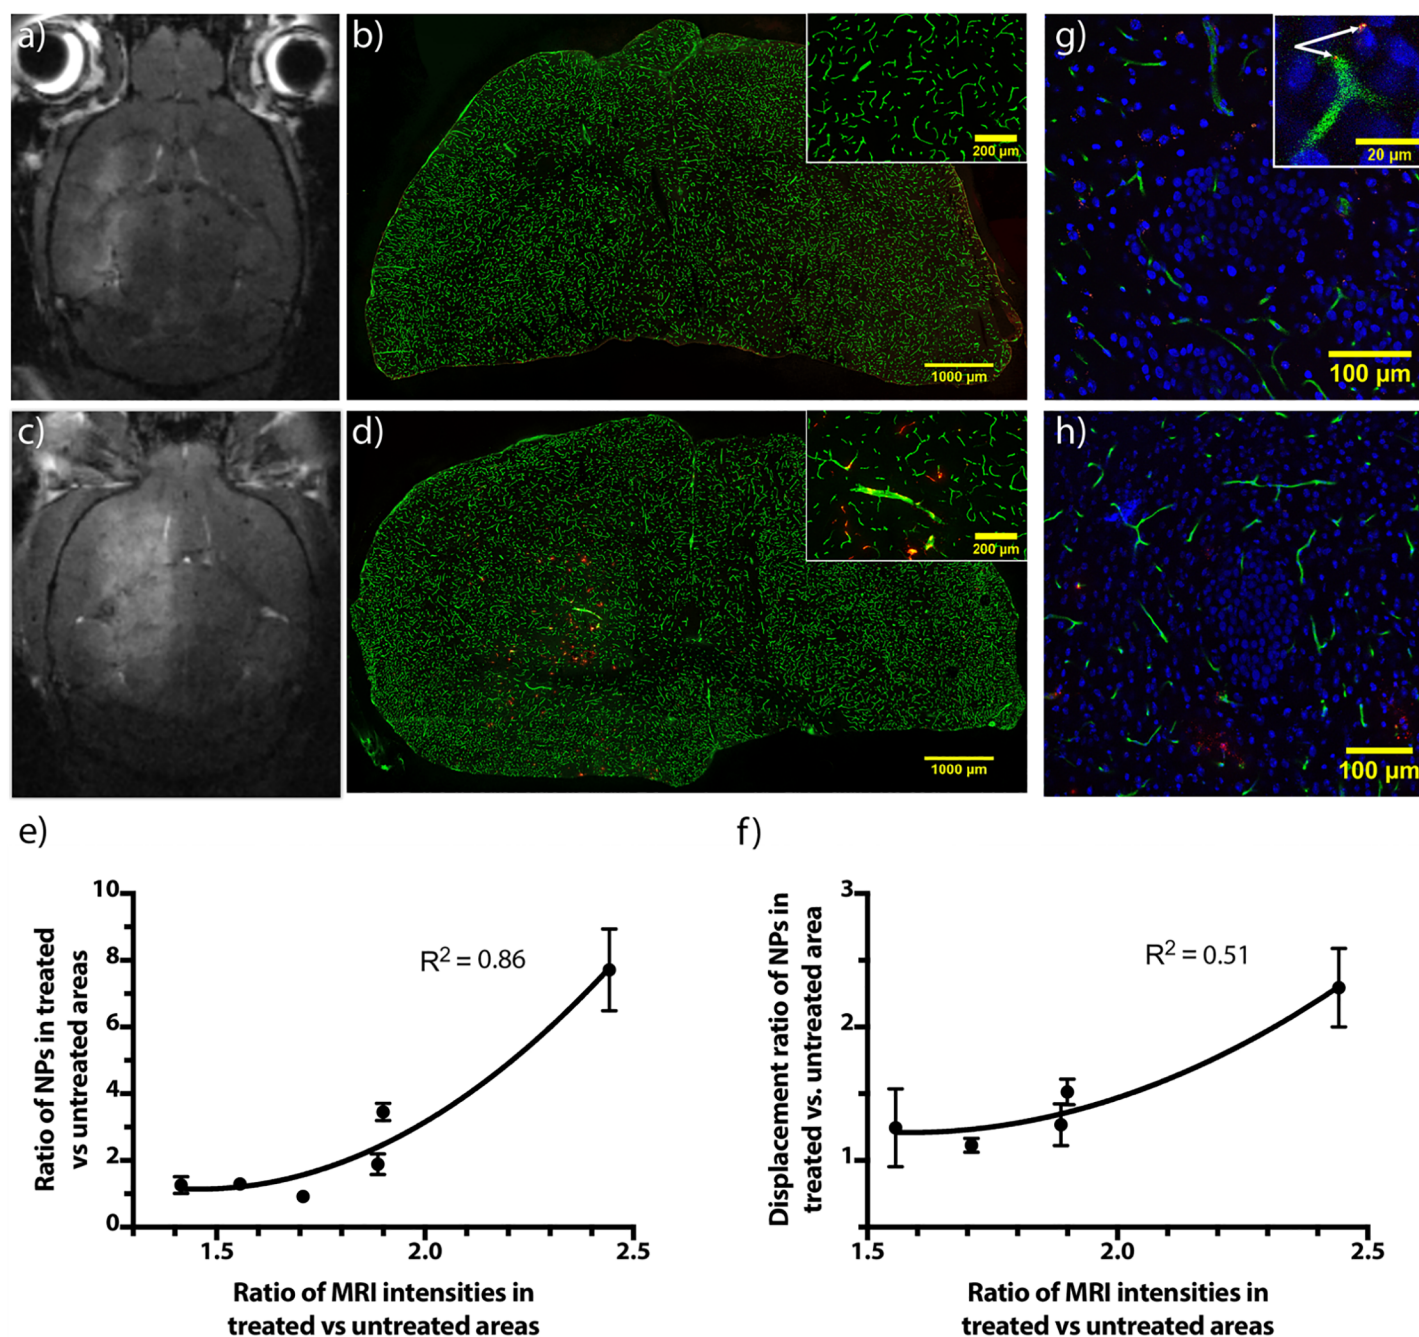 a)
b)
200 µm
1000 µm
g)
20 µm
100 µm
c)
d)
200 µm
1000 µm
h)
100 µm
e)
Ratio of NPs in treated
vs untreated areas
10
8
6
4
2
0
R² = 0.86
1.5
2.0
2.5
Ratio of MRI intensities in
treated vs untreated areas
f)
Displacement ratio of NPs in
treated vs. untreated area
3
2
1
R² = 0.51
1.5
2.0
2.5
Ratio of MRI intensities in
treated vs untreated areas